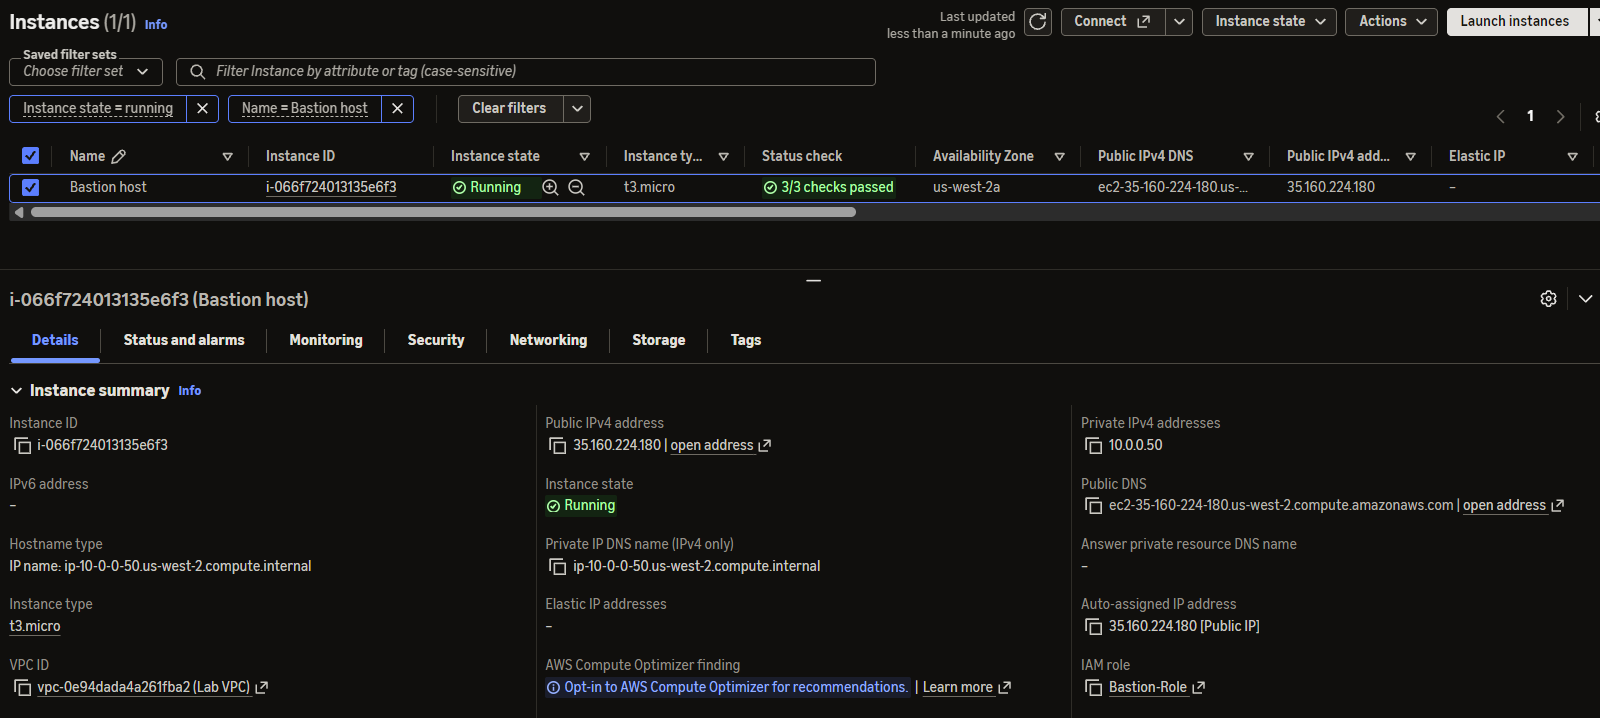 Instances (1/1) Info
Last updated
less than a minute ago
Connect
Instance state
Actions
Launch instances
Saved filter sets
Choose filter set
Filter Instance by attribute or tag (case-sensitive)
Instance state = running
Name = Bastion host
Clear filters
1
Name
Instance ID
Instance state
Instance ty...
Status check
Availability Zone
Public IPv4 DNS
Public IPv4 add...
Elastic IP
Bastion host
i-066f724013135e6f3
Running
t3.micro
3/3 checks passed
us-west-2a
ec2-35-160-224-180.us-...
35.160.224.180
–
i-066f724013135e6f3 (Bastion host)
Details
Status and alarms
Monitoring
Security
Networking
Storage
Tags
Instance summary Info
Instance ID
i-066f724013135e6f3
Public IPv4 address
35.160.224.180 | open address
Private IPv4 addresses
10.0.0.50
IPv6 address
–
Instance state
Running
Public DNS
ec2-35-160-224-180.us-west-2.compute.amazonaws.com | open address
Hostname type
IP name: ip-10-0-0-50.us-west-2.compute.internal
Private IP DNS name (IPv4 only)
ip-10-0-0-50.us-west-2.compute.internal
Answer private resource DNS name
–
Instance type
t3.micro
Elastic IP addresses
–
Auto-assigned IP address
35.160.224.180 [Public IP]
VPC ID
vpc-0e94dada4a261fba2 (Lab VPC)
AWS Compute Optimizer finding
Opt-in to AWS Compute Optimizer for recommendations. | Learn more
IAM role
Bastion-Role